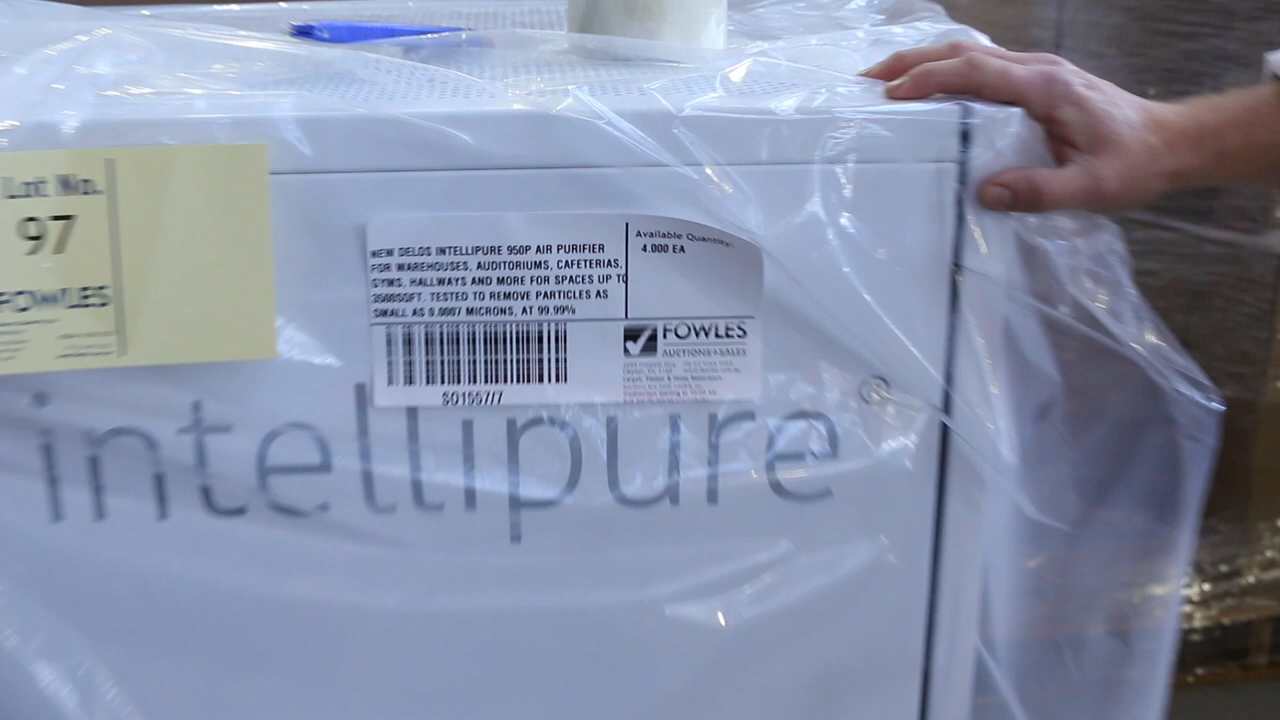 Lot No.
97
FOWLES
NEW DELOS INTELLIPURE 950P AIR PURIFIER
FOR WAREHOUSES, AUDITORIUMS, CAFETERIAS,
GYMS, HALLWAYS AND MORE FOR SPACES UP TO
3500SQFT. TESTED TO REMOVE PARTICLES AS
SMALL AS 0.0007 MICRONS, AT 99.99%
Available Quantity:
4.000 EA
FOWLES
AUCTIONS+SALES
SO1557/7
intellipure